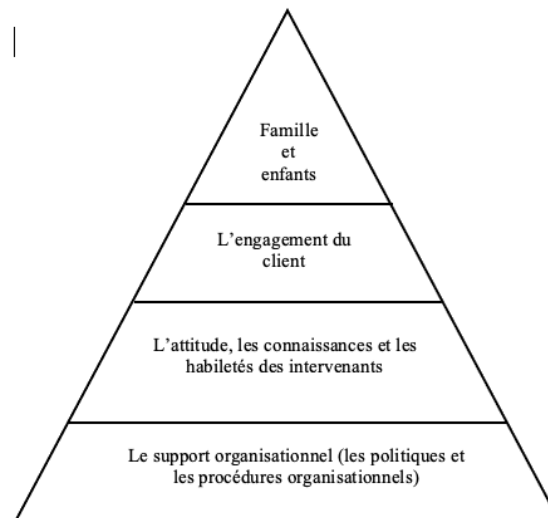 Famille
et
enfants
L'engagement du
client
L'attitude, les connaissances et les
habiletés des intervenants
Le support organisationnel (les politiques et
les procédures organisationnels)